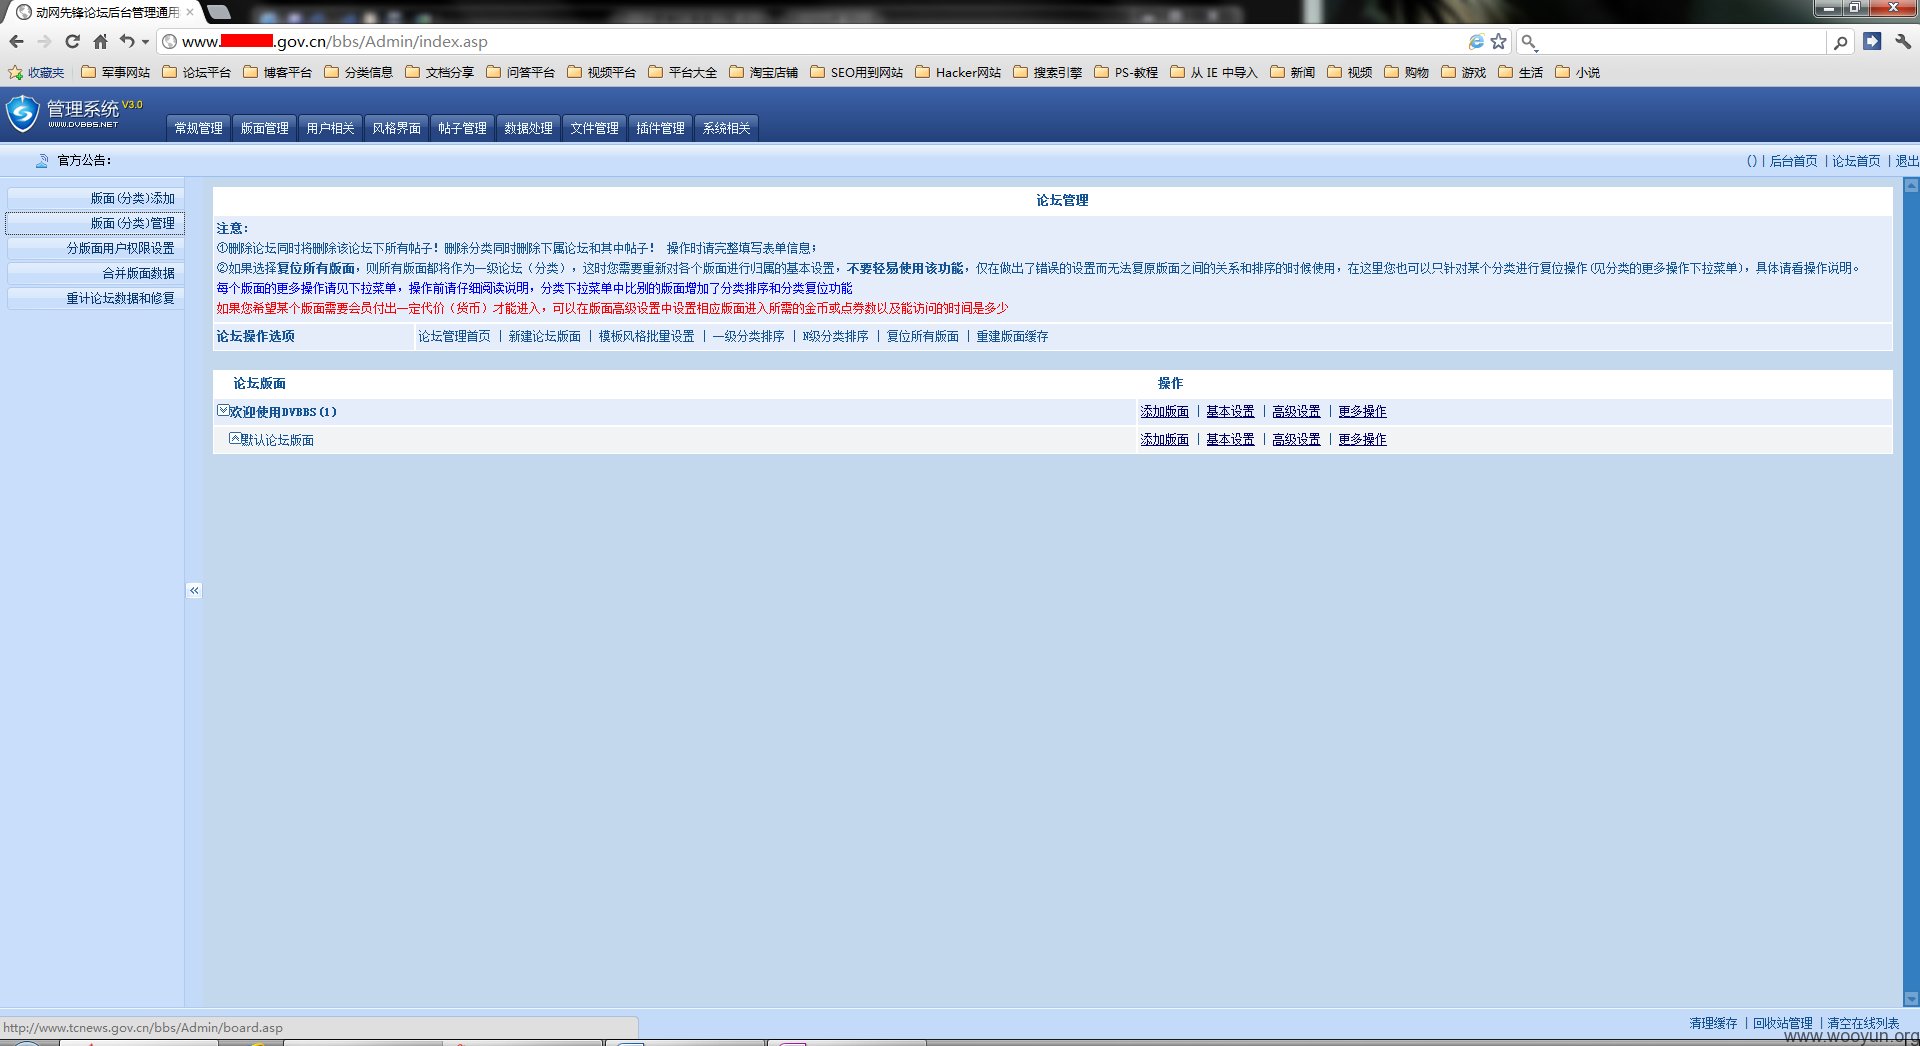 动网先锋论坛后台管理通用
www.
.gov.cn/bbs/Admin/index.asp
收藏夹 军事网站 论坛平台 博客平台 分类信息 文档分享 问答平台 视频平台 平台大全 淘宝店铺 SEO用到网站 Hacker网站 搜索引擎 PS-教程 从 IE 中导入 新闻 视频 购物 游戏 生活 小说
管理系统 V3.0
WWW.DVBBS.NET
常规管理 版面管理 用户相关 风格界面 帖子管理 数据处理 文件管理 插件管理 系统相关
官方公告：
() | 后台首页 | 论坛首页 | 退出
版面(分类)添加
版面(分类)管理
分版面用户权限设置
合并版面数据
重计论坛数据和修复
论坛管理
注意：
①删除论坛同时将删除该论坛下所有帖子！删除分类同时删除下属论坛和其中帖子！ 操作时请完整填写表单信息；
②如果选择复位所有版面，则所有版面都将作为一级论坛（分类），这时您需要重新对各个版面进行归属的基本设置，不要轻易使用该功能，仅在做出了错误的设置而无法复原版面之间的关系和排序的时候使用，在这里您也可以只针对某个分类进行复位操作(见分类的更多操作下拉菜单)，具体请看操作说明。
每个版面的更多操作请见下拉菜单，操作前请仔细阅读说明，分类下拉菜单中比别的版面增加了分类排序和分类复位功能
如果您希望某个版面需要会员付出一定代价（货币）才能进入，可以在版面高级设置中设置相应版面进入所需的金币或点券数以及能访问的时间是多少
论坛操作选项 论坛管理首页 | 新建论坛版面 | 模板风格批量设置 | 一级分类排序 | N级分类排序 | 复位所有版面 | 重建版面缓存
论坛版面 操作
欢迎使用DVBBS(1) 添加版面 | 基本设置 | 高级设置 | 更多操作
默认论坛版面 添加版面 | 基本设置 | 高级设置 | 更多操作
http://www.tcnews.gov.cn/bbs/Admin/board.asp
清理缓存 | 回收站管理 | 清空在线列表
www.wooyun.org